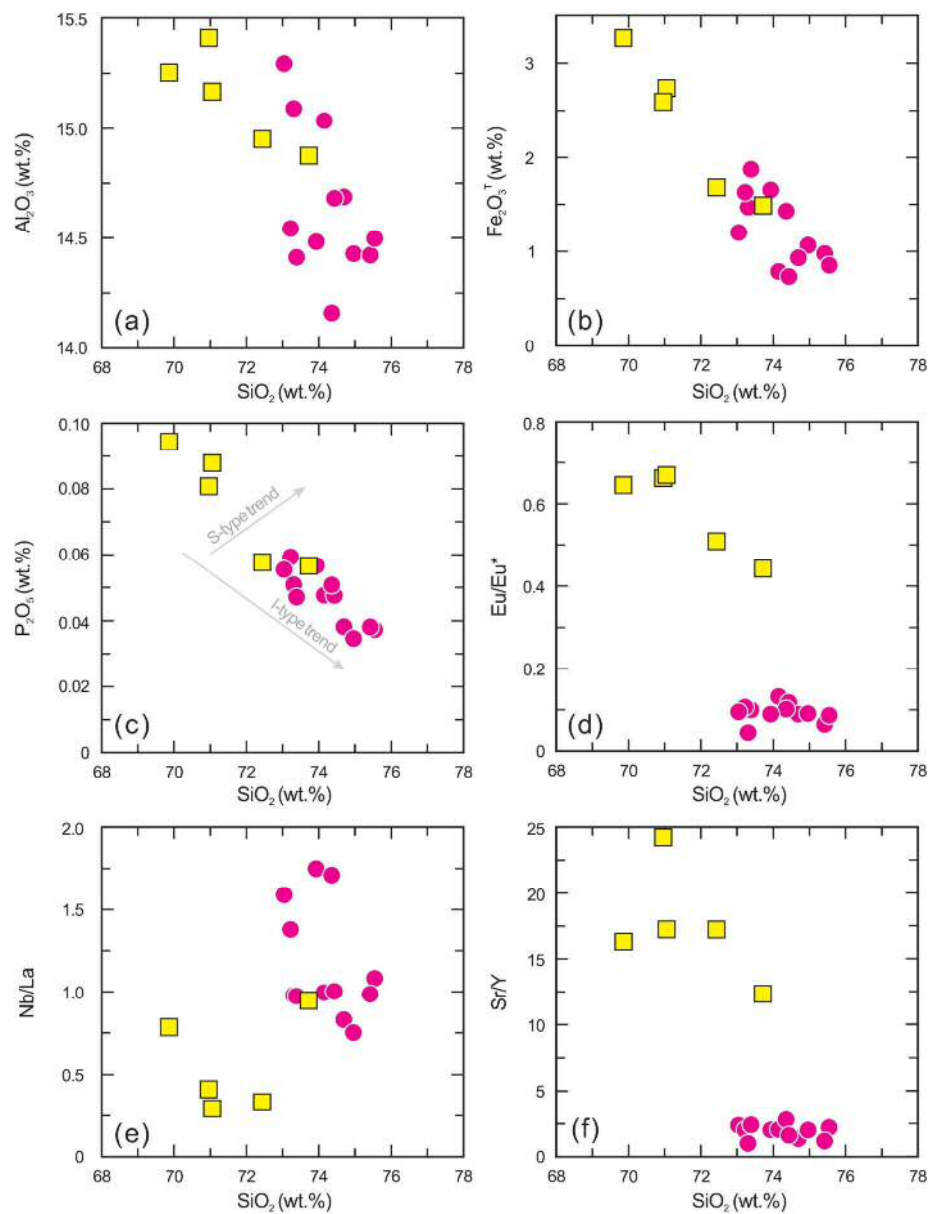 15.5
15.0
14.5
14.0
Al₂O₃ (wt.%)
(a)
68 70 72 74 76 78
SiO₂ (wt.%)
3
2
1
0
Fe₂O₃ᵀ (wt.%)
(b)
68 70 72 74 76 78
SiO₂ (wt.%)
0.10
0.08
0.06
0.04
0.02
0
P₂O₅ (wt.%)
S-type trend
I-type trend
(c)
68 70 72 74 76 78
SiO₂ (wt.%)
0.8
0.6
0.4
0.2
0
Eu/Eu*
(d)
68 70 72 74 76 78
SiO₂ (wt.%)
2.0
1.5
1.0
0.5
0
Nb/La
(e)
68 70 72 74 76 78
SiO₂ (wt.%)
25
20
15
10
5
0
Sr/Y
(f)
68 70 72 74 76 78
SiO₂ (wt.%)